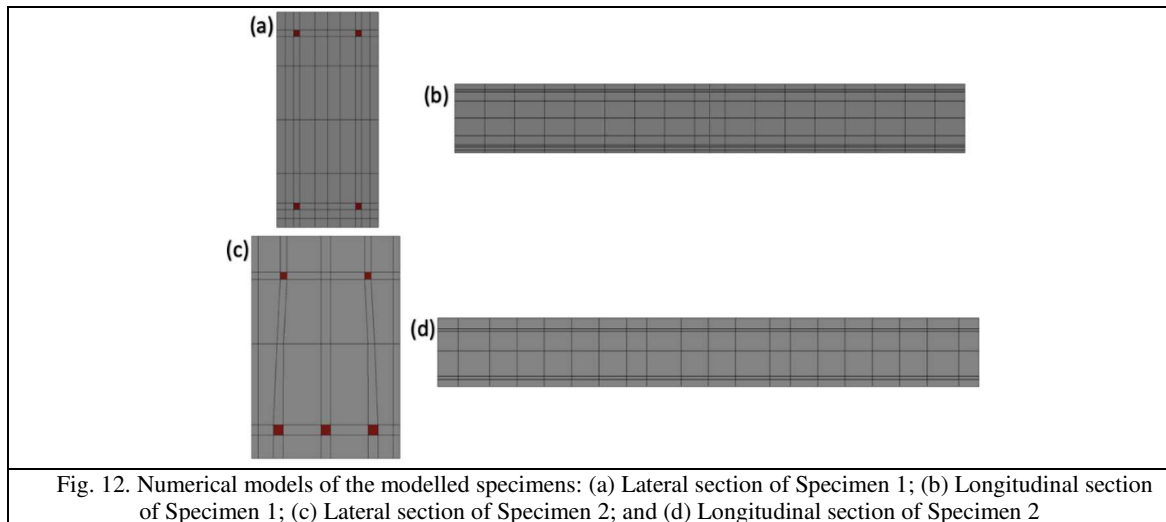 (a)
(b)
(c)
(d)
Fig. 12. Numerical models of the modelled specimens: (a) Lateral section of Specimen 1; (b) Longitudinal section
of Specimen 1; (c) Lateral section of Specimen 2; and (d) Longitudinal section of Specimen 2